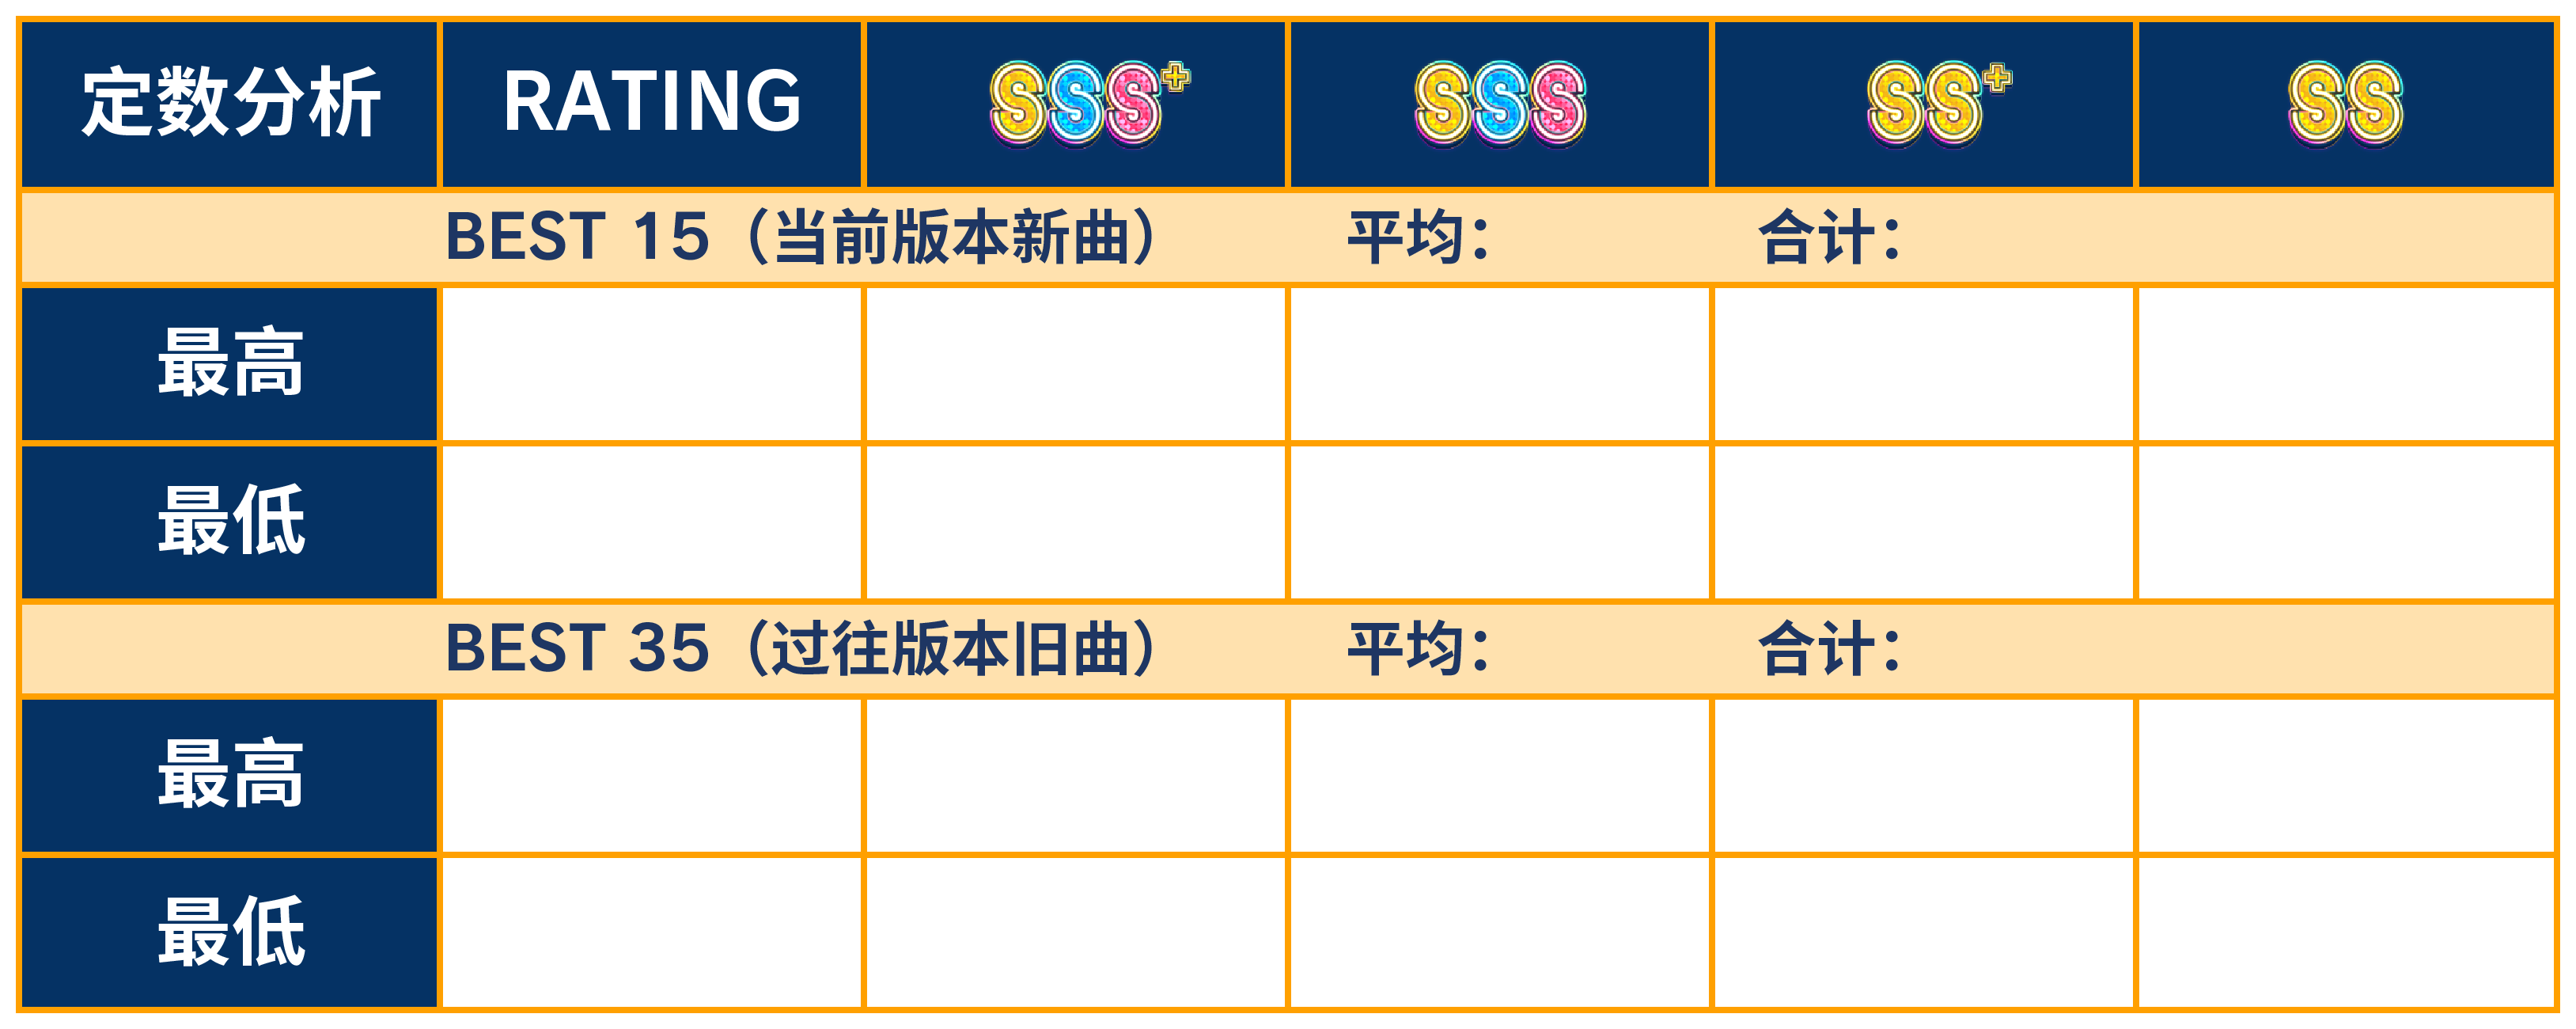 定数分析 RATING SSS+ SSS SS+ SS
BEST 15（当前版本新曲） 平均： 合计：
最高
最低
BEST 35（过往版本旧曲） 平均： 合计：
最高
最低